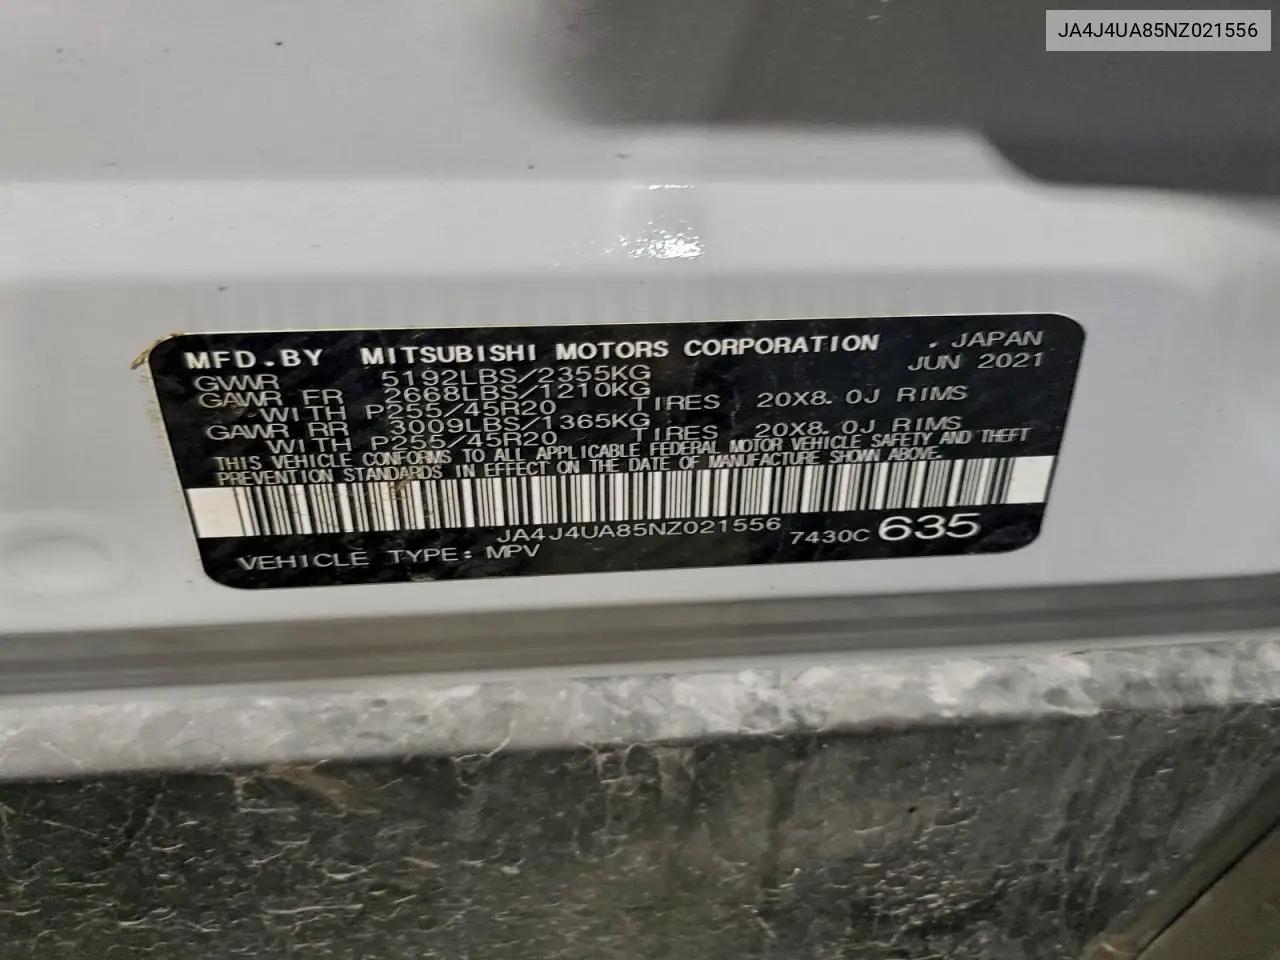 JA4J4UA85NZ021556
MFD.BY MITSUBISHI MOTORS CORPORATION , JAPAN
JUN 2021
GVWR 5192LBS/2355KG
GAWR FR 2668LBS/1210KG
WITH P255/45R20 TIRES 20X8.0J RIMS
GAWR RR 3009LBS/1365KG
WITH P255/45R20 TIRES 20X8.0J RIMS
THIS VEHICLE CONFORMS TO ALL APPLICABLE FEDERAL MOTOR VEHICLE SAFETY AND THEFT
PREVENTION STANDARDS IN EFFECT ON THE DATE OF MANUFACTURE SHOWN ABOVE.
JA4J4UA85NZ021556 7430C 635
VEHICLE TYPE: MPV